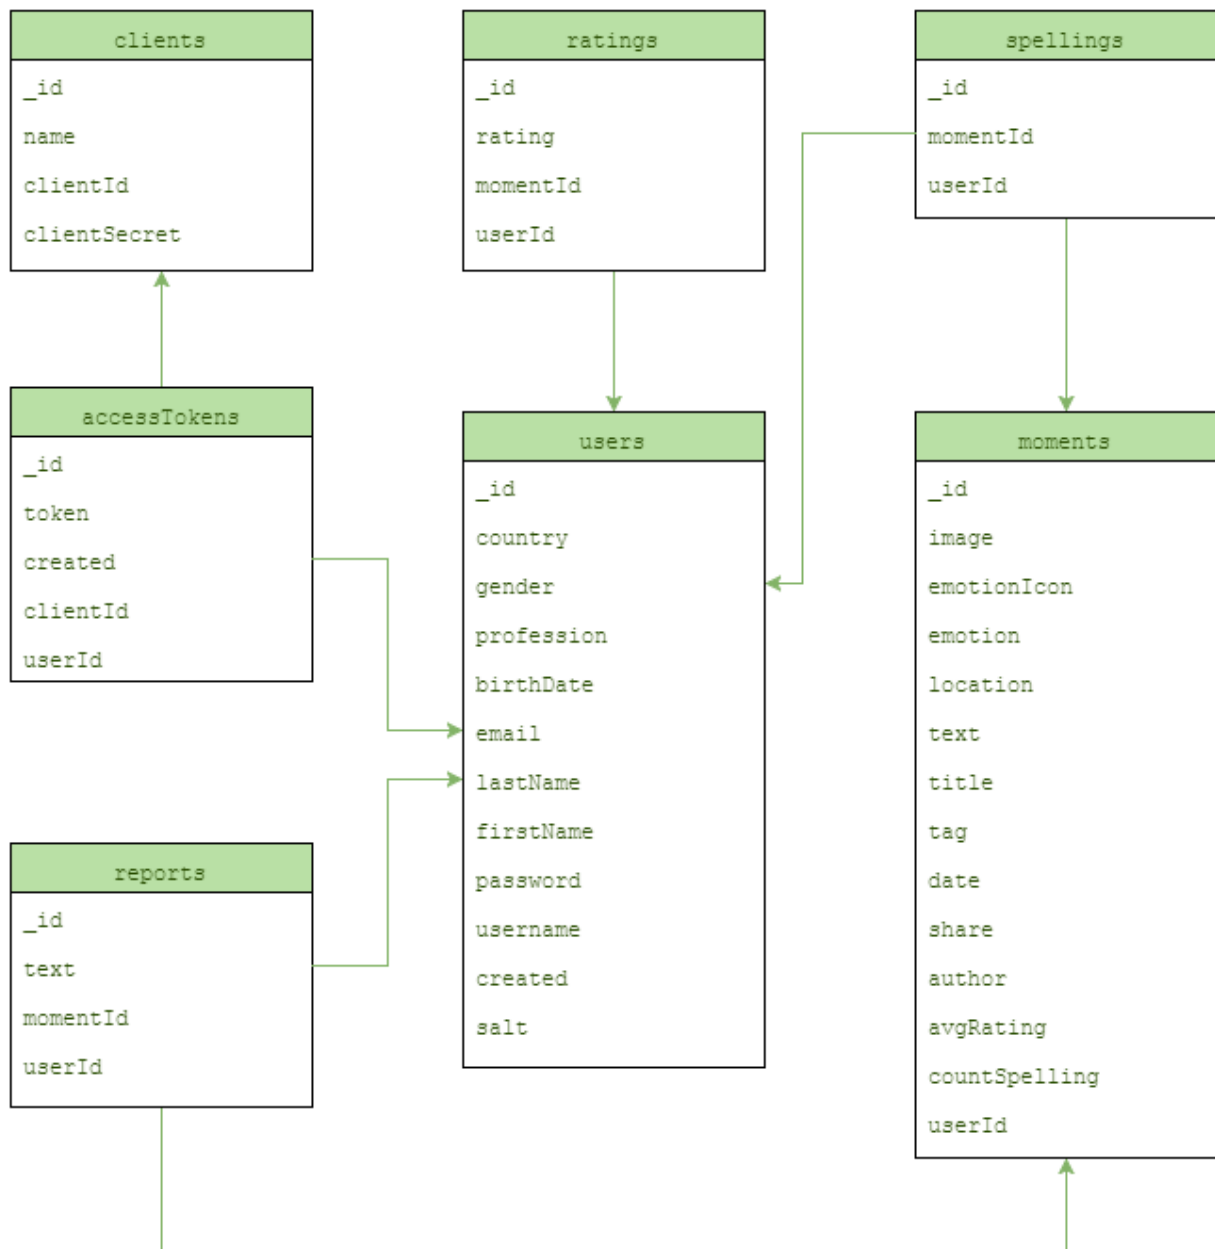 clients
_id
name
clientId
clientSecret
ratings
_id
rating
momentId
userId
spellings
_id
momentId
userId
accessTokens
_id
token
created
clientId
userId
users
_id
country
gender
profession
birthDate
email
lastName
firstName
password
username
created
salt
moments
_id
image
emotionIcon
emotion
location
text
title
tag
date
share
author
avgRating
countSpelling
userId
reports
_id
text
momentId
userId